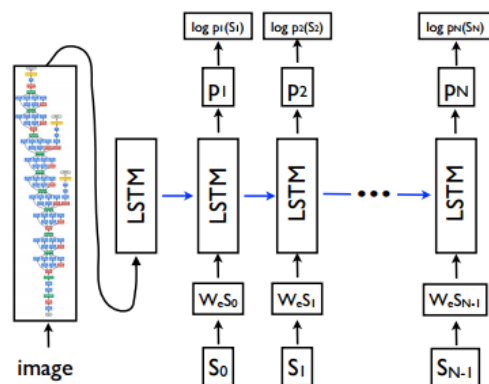 log p₁(S₁) log p₂(S₂) log pN(SN)
p₁ p₂ pN
LSTM LSTM LSTM ••• LSTM
WₑS₀ WₑS₁ WₑSN-1
image S₀ S₁ SN-1